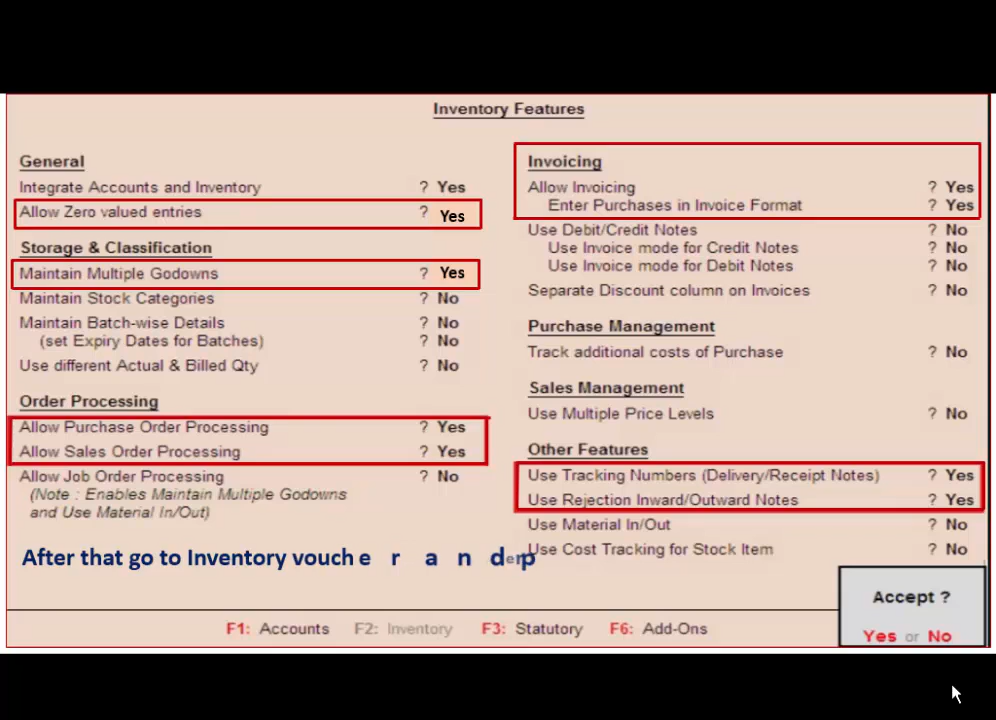 Inventory Features
General
Integrate Accounts and Inventory ? Yes
Allow Zero valued entries ? Yes
Storage & Classification
Maintain Multiple Godowns ? Yes
Maintain Stock Categories ? No
Maintain Batch-wise Details ? No
(set Expiry Dates for Batches) ? No
Use different Actual & Billed Qty ? No
Order Processing
Allow Purchase Order Processing ? Yes
Allow Sales Order Processing ? Yes
Allow Job Order Processing ? No
(Note : Enables Maintain Multiple Godowns
and Use Material In/Out)
Invoicing
Allow Invoicing ? Yes
Enter Purchases in Invoice Format ? Yes
Use Debit/Credit Notes ? No
Use Invoice mode for Credit Notes ? No
Use Invoice mode for Debit Notes ? No
Separate Discount column on Invoices ? No
Purchase Management
Track additional costs of Purchase ? No
Sales Management
Use Multiple Price Levels ? No
Other Features
Use Tracking Numbers (Delivery/Receipt Notes) ? Yes
Use Rejection Inward/Outward Notes ? Yes
Use Material In/Out ? No
Use Cost Tracking for Stock Item ? No
After that go to Inventory voucher and
Accept ?
Yes or No
F1: Accounts F2: Inventory F3: Statutory F6: Add-Ons